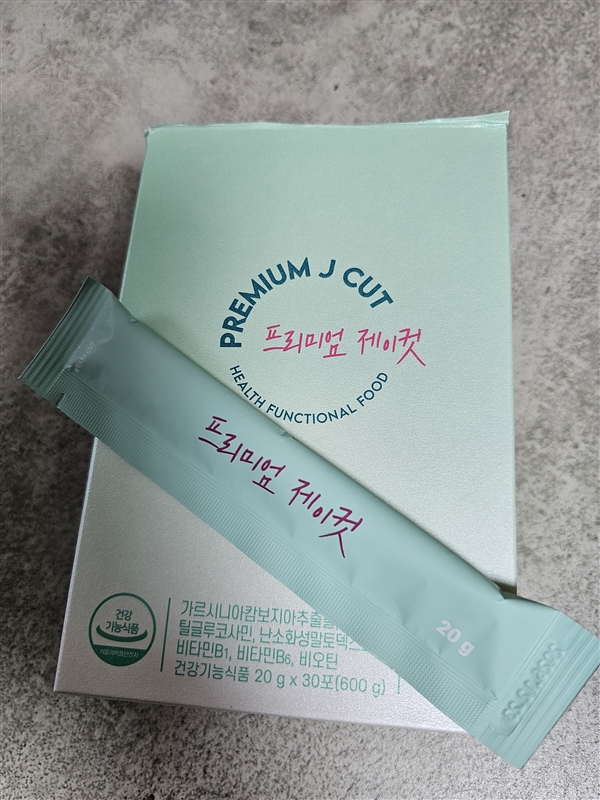 PREMIUM J CUT
프리미엄 제이컷
HEALTH FUNCTIONAL FOOD
프리미엄 제이컷
20 g
건강
기능식품
식품의약품안전처
가르시니아캄보지아추출물
틸글루코사민, 난소화성말토덱스
비타민B1, 비타민B6, 비오틴
건강기능식품 20 g x 30포(600 g)